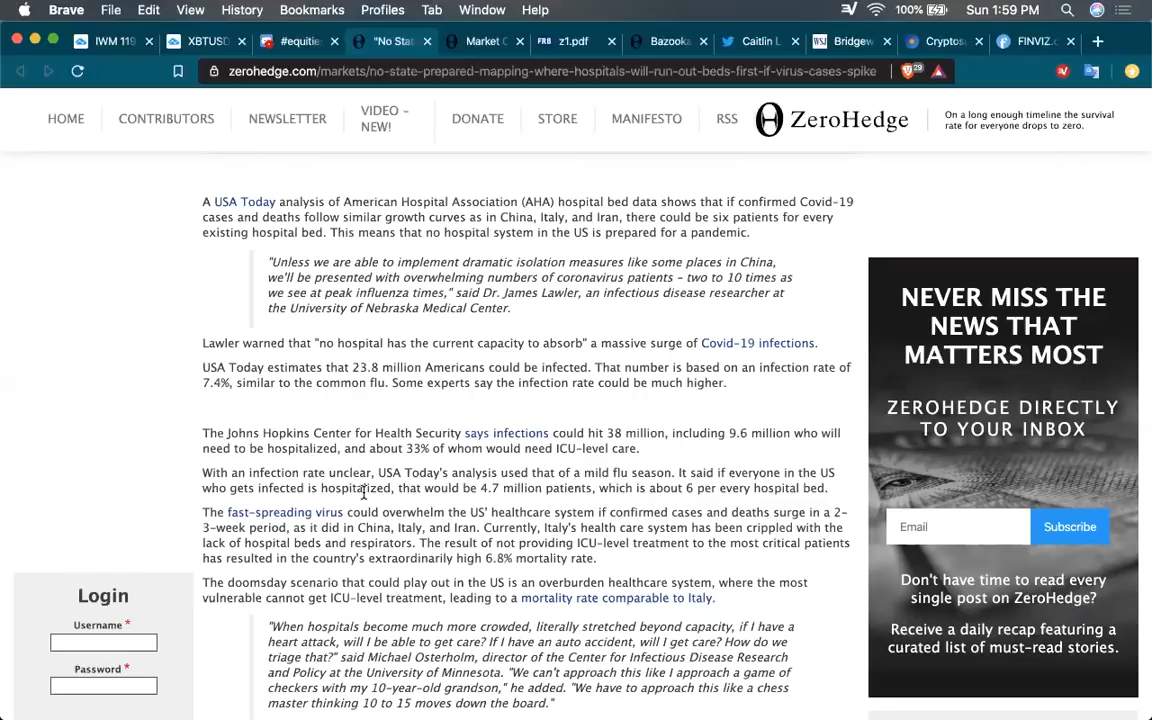 Brave File Edit View History Bookmarks Profiles Tab Window Help 100% Sun 1:59 PM
IWM 119 XBTUSD #equitie "No Sta Market C FRB z1.pdf Bazooka Caitlin L WSJ Bridgew Cryptos FINVIZ.c
zerohedge.com/markets/no-state-prepared-mapping-where-hospitals-will-run-out-beds-first-if-virus-cases-spike 29
HOME CONTRIBUTORS NEWSLETTER VIDEO ~ NEW! DONATE STORE MANIFESTO RSS ZeroHedge
On a long enough timeline the survival
rate for everyone drops to zero.
A USA Today analysis of American Hospital Association (AHA) hospital bed data shows that if confirmed Covid-19
cases and deaths follow similar growth curves as in China, Italy, and Iran, there could be six patients for every
existing hospital bed. This means that no hospital system in the US is prepared for a pandemic.
"Unless we are able to implement dramatic isolation measures like some places in China,
we'll be presented with overwhelming numbers of coronavirus patients – two to 10 times as
we see at peak influenza times," said Dr. James Lawler, an infectious disease researcher at
the University of Nebraska Medical Center.
Lawler warned that "no hospital has the current capacity to absorb" a massive surge of Covid-19 infections.
USA Today estimates that 23.8 million Americans could be infected. That number is based on an infection rate of
7.4%, similar to the common flu. Some experts say the infection rate could be much higher.
The Johns Hopkins Center for Health Security says infections could hit 38 million, including 9.6 million who will
need to be hospitalized, and about 33% of whom would need ICU-level care.
With an infection rate unclear, USA Today's analysis used that of a mild flu season. It said if everyone in the US
who gets infected is hospitalized, that would be 4.7 million patients, which is about 6 per every hospital bed.
The fast-spreading virus could overwhelm the US' healthcare system if confirmed cases and deaths surge in a 2-
3-week period, as it did in China, Italy, and Iran. Currently, Italy's health care system has been crippled with the
lack of hospital beds and respirators. The result of not providing ICU-level treatment to the most critical patients
has resulted in the country's extraordinarily high 6.8% mortality rate.
The doomsday scenario that could play out in the US is an overburden healthcare system, where the most
vulnerable cannot get ICU-level treatment, leading to a mortality rate comparable to Italy.
"When hospitals become much more crowded, literally stretched beyond capacity, if I have a
heart attack, will I be able to get care? If I have an auto accident, will I get care? How do we
triage that?" said Michael Osterholm, director of the Center for Infectious Disease Research
and Policy at the University of Minnesota. "We can't approach this like I approach a game of
checkers with my 10-year-old grandson," he added. "We have to approach this like a chess
master thinking 10 to 15 moves down the board."
NEVER MISS THE
NEWS THAT
MATTERS MOST
ZEROHEDGE DIRECTLY
TO YOUR INBOX
Email Subscribe
Don't have time to read every
single post on ZeroHedge?
Receive a daily recap featuring a
curated list of must-read stories.
Login
Username *
Password *